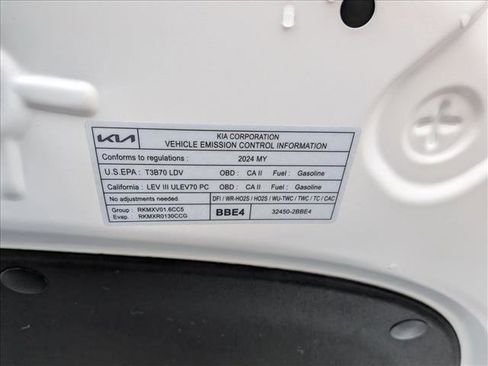 KIA
KIA CORPORATION
VEHICLE EMISSION CONTROL INFORMATION
Conforms to regulations : 2024 MY
U.S.EPA : T3B70 LDV OBD : CA II Fuel : Gasoline
California : LEV III ULEV70 PC OBD : CA II Fuel : Gasoline
No adjustments needed. DFI / WR-HO2S / HO2S / WU-TWC / TWC / TC / CAC
Group : RKMXV01.6CC5
Evap. : RKMXR0130CCG
BBE4 32450-2BBE4